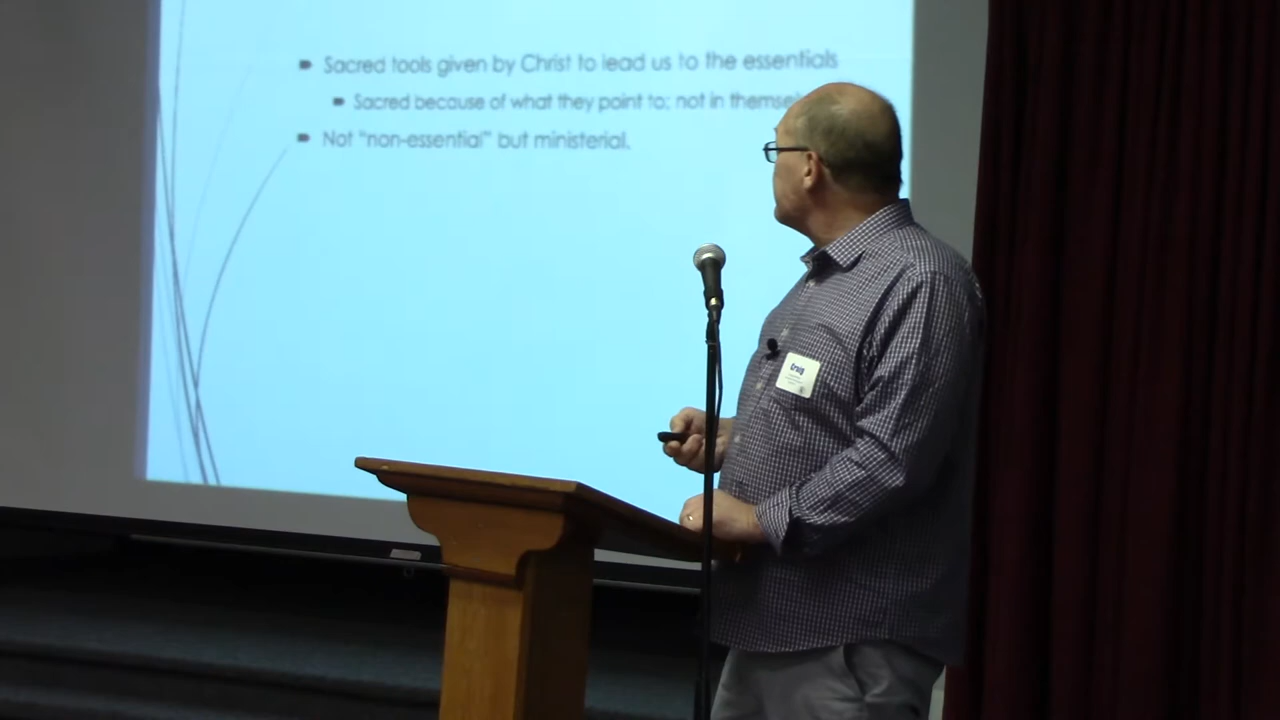 Sacred tools given by Christ to lead us to the essentials
Sacred because of what they point to; not in
Not "non-essential" but ministerial.
Craig